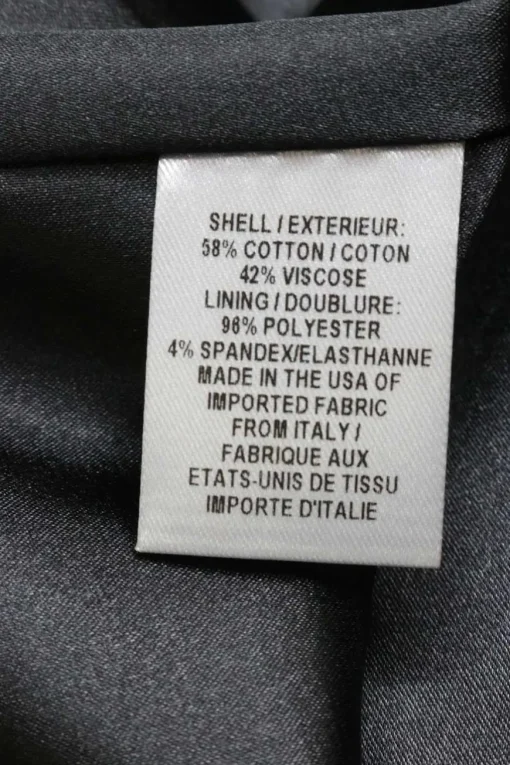 SHELL / EXTERIEUR:
58% COTTON / COTON
42% VISCOSE
LINING / DOUBLURE:
96% POLYESTER
4% SPANDEX/ELASTHANNE
MADE IN THE USA OF
IMPORTED FABRIC
FROM ITALY /
FABRIQUE AUX
ETATS-UNIS DE TISSU
IMPORTE D'ITALIE